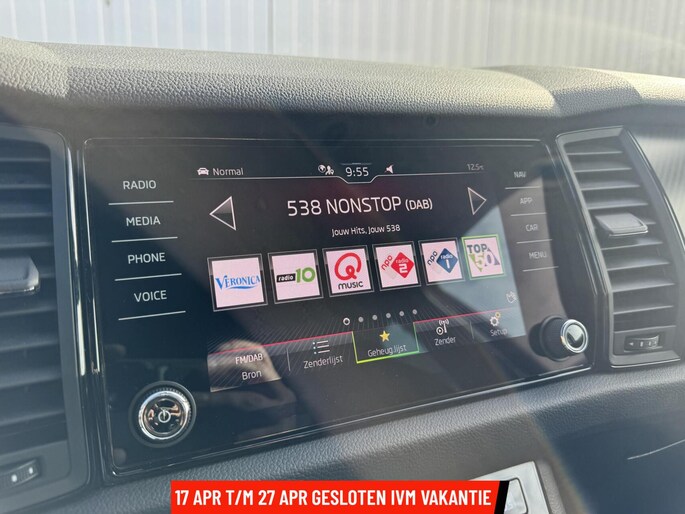 Normal
9:55
12.5°C
RADIO
MEDIA
PHONE
VOICE
538 NONSTOP (DAB)
Jouw Hits, Jouw 538
VERONICA
radio 10
Q MUSIC
npo radio 2
npo
TOP
FM/DAB
Bron
Zenderlijst
Geheug.lijst
Zender
Setup
NAV
APP
CAR
MENU
17 APR T/M 27 APR GESLOTEN IVM VAKANTIE